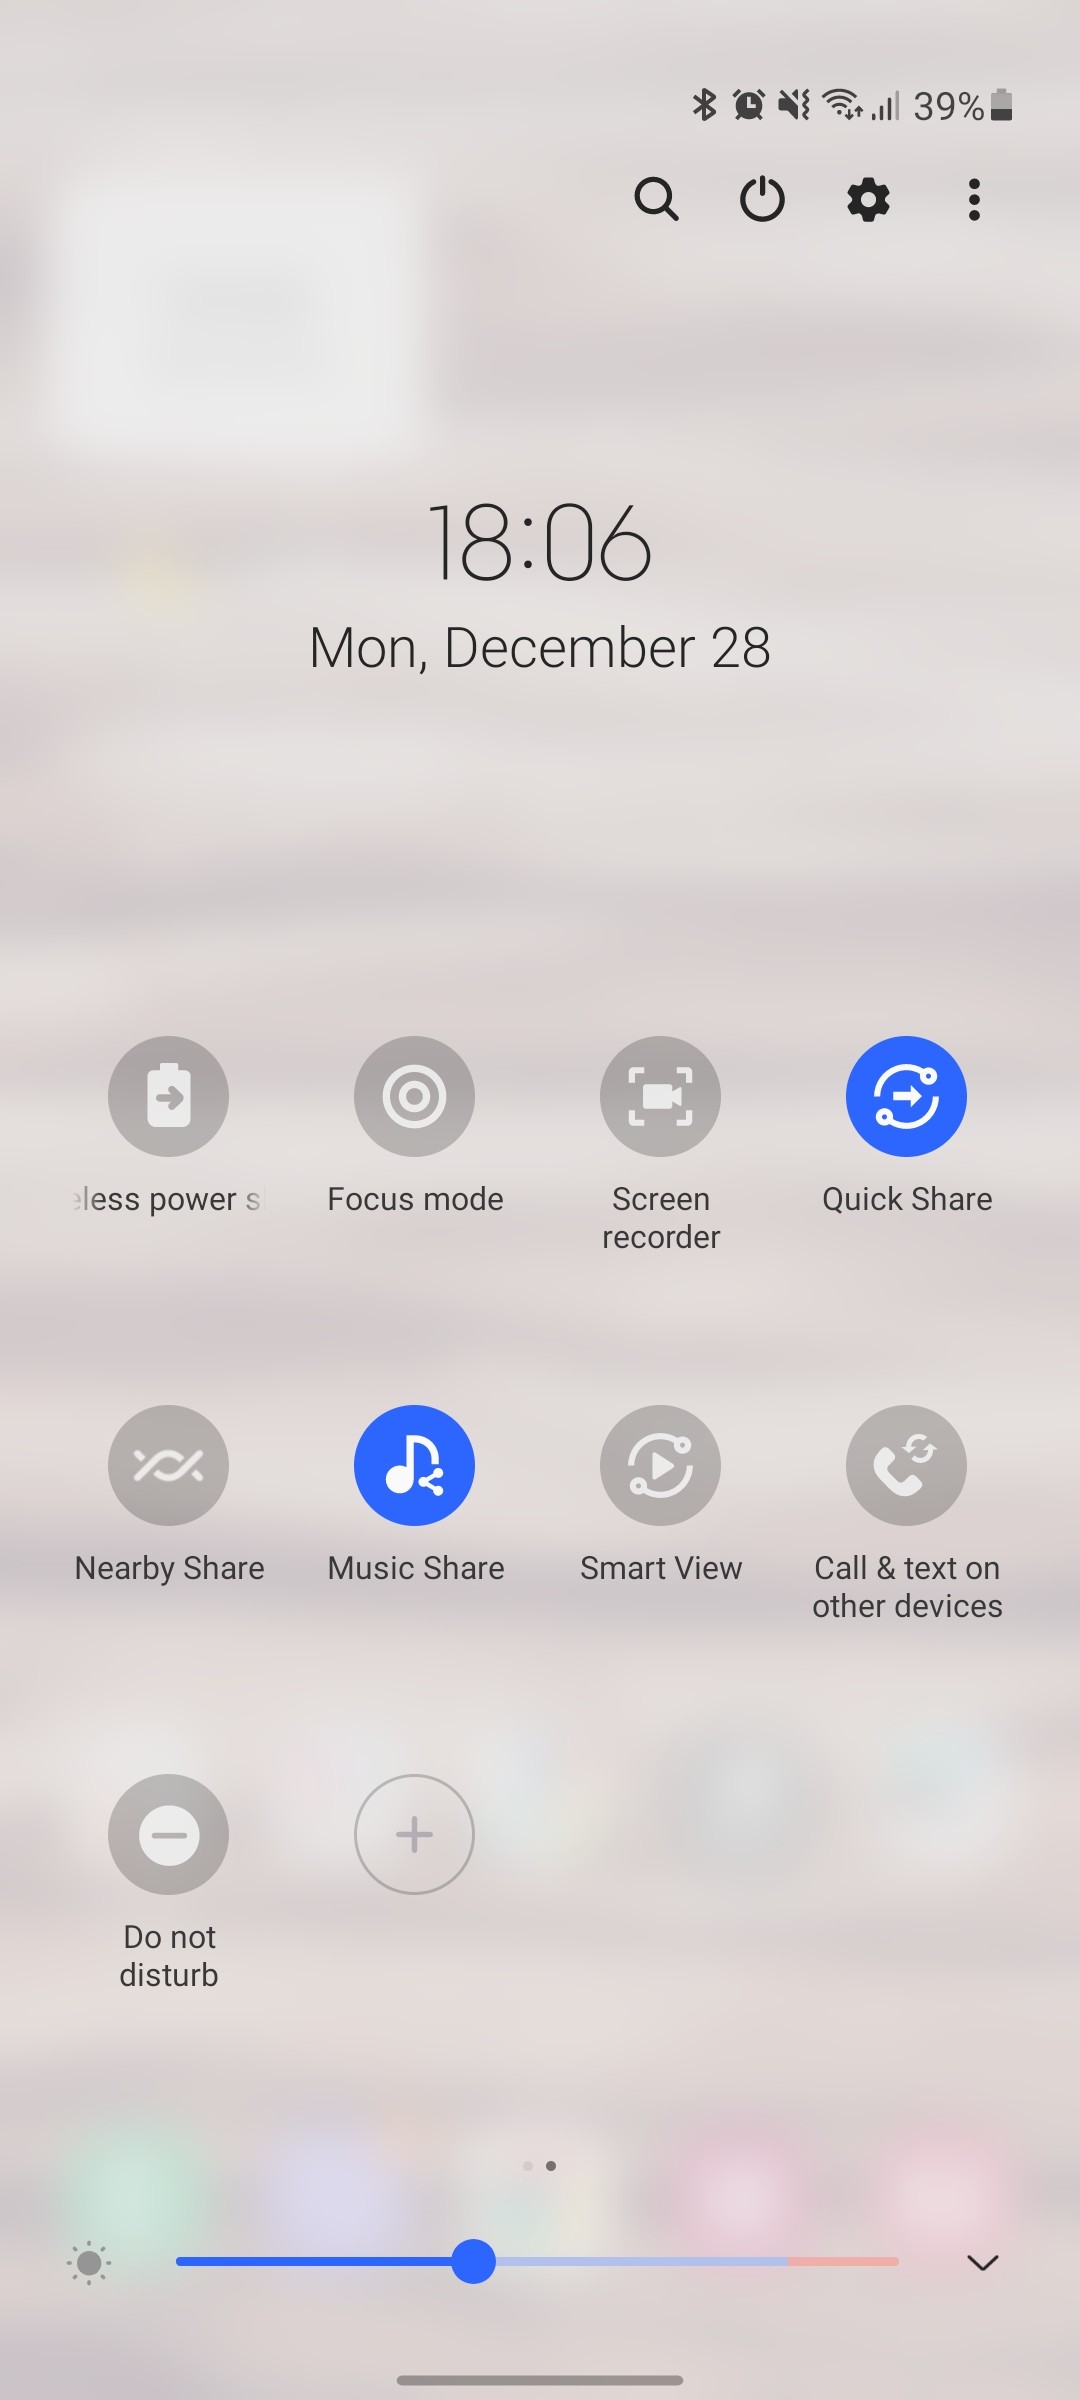 39%
18:06
Mon, December 28
eless power s
Focus mode
Screen
recorder
Quick Share
Nearby Share
Music Share
Smart View
Call & text on
other devices
Do not
disturb